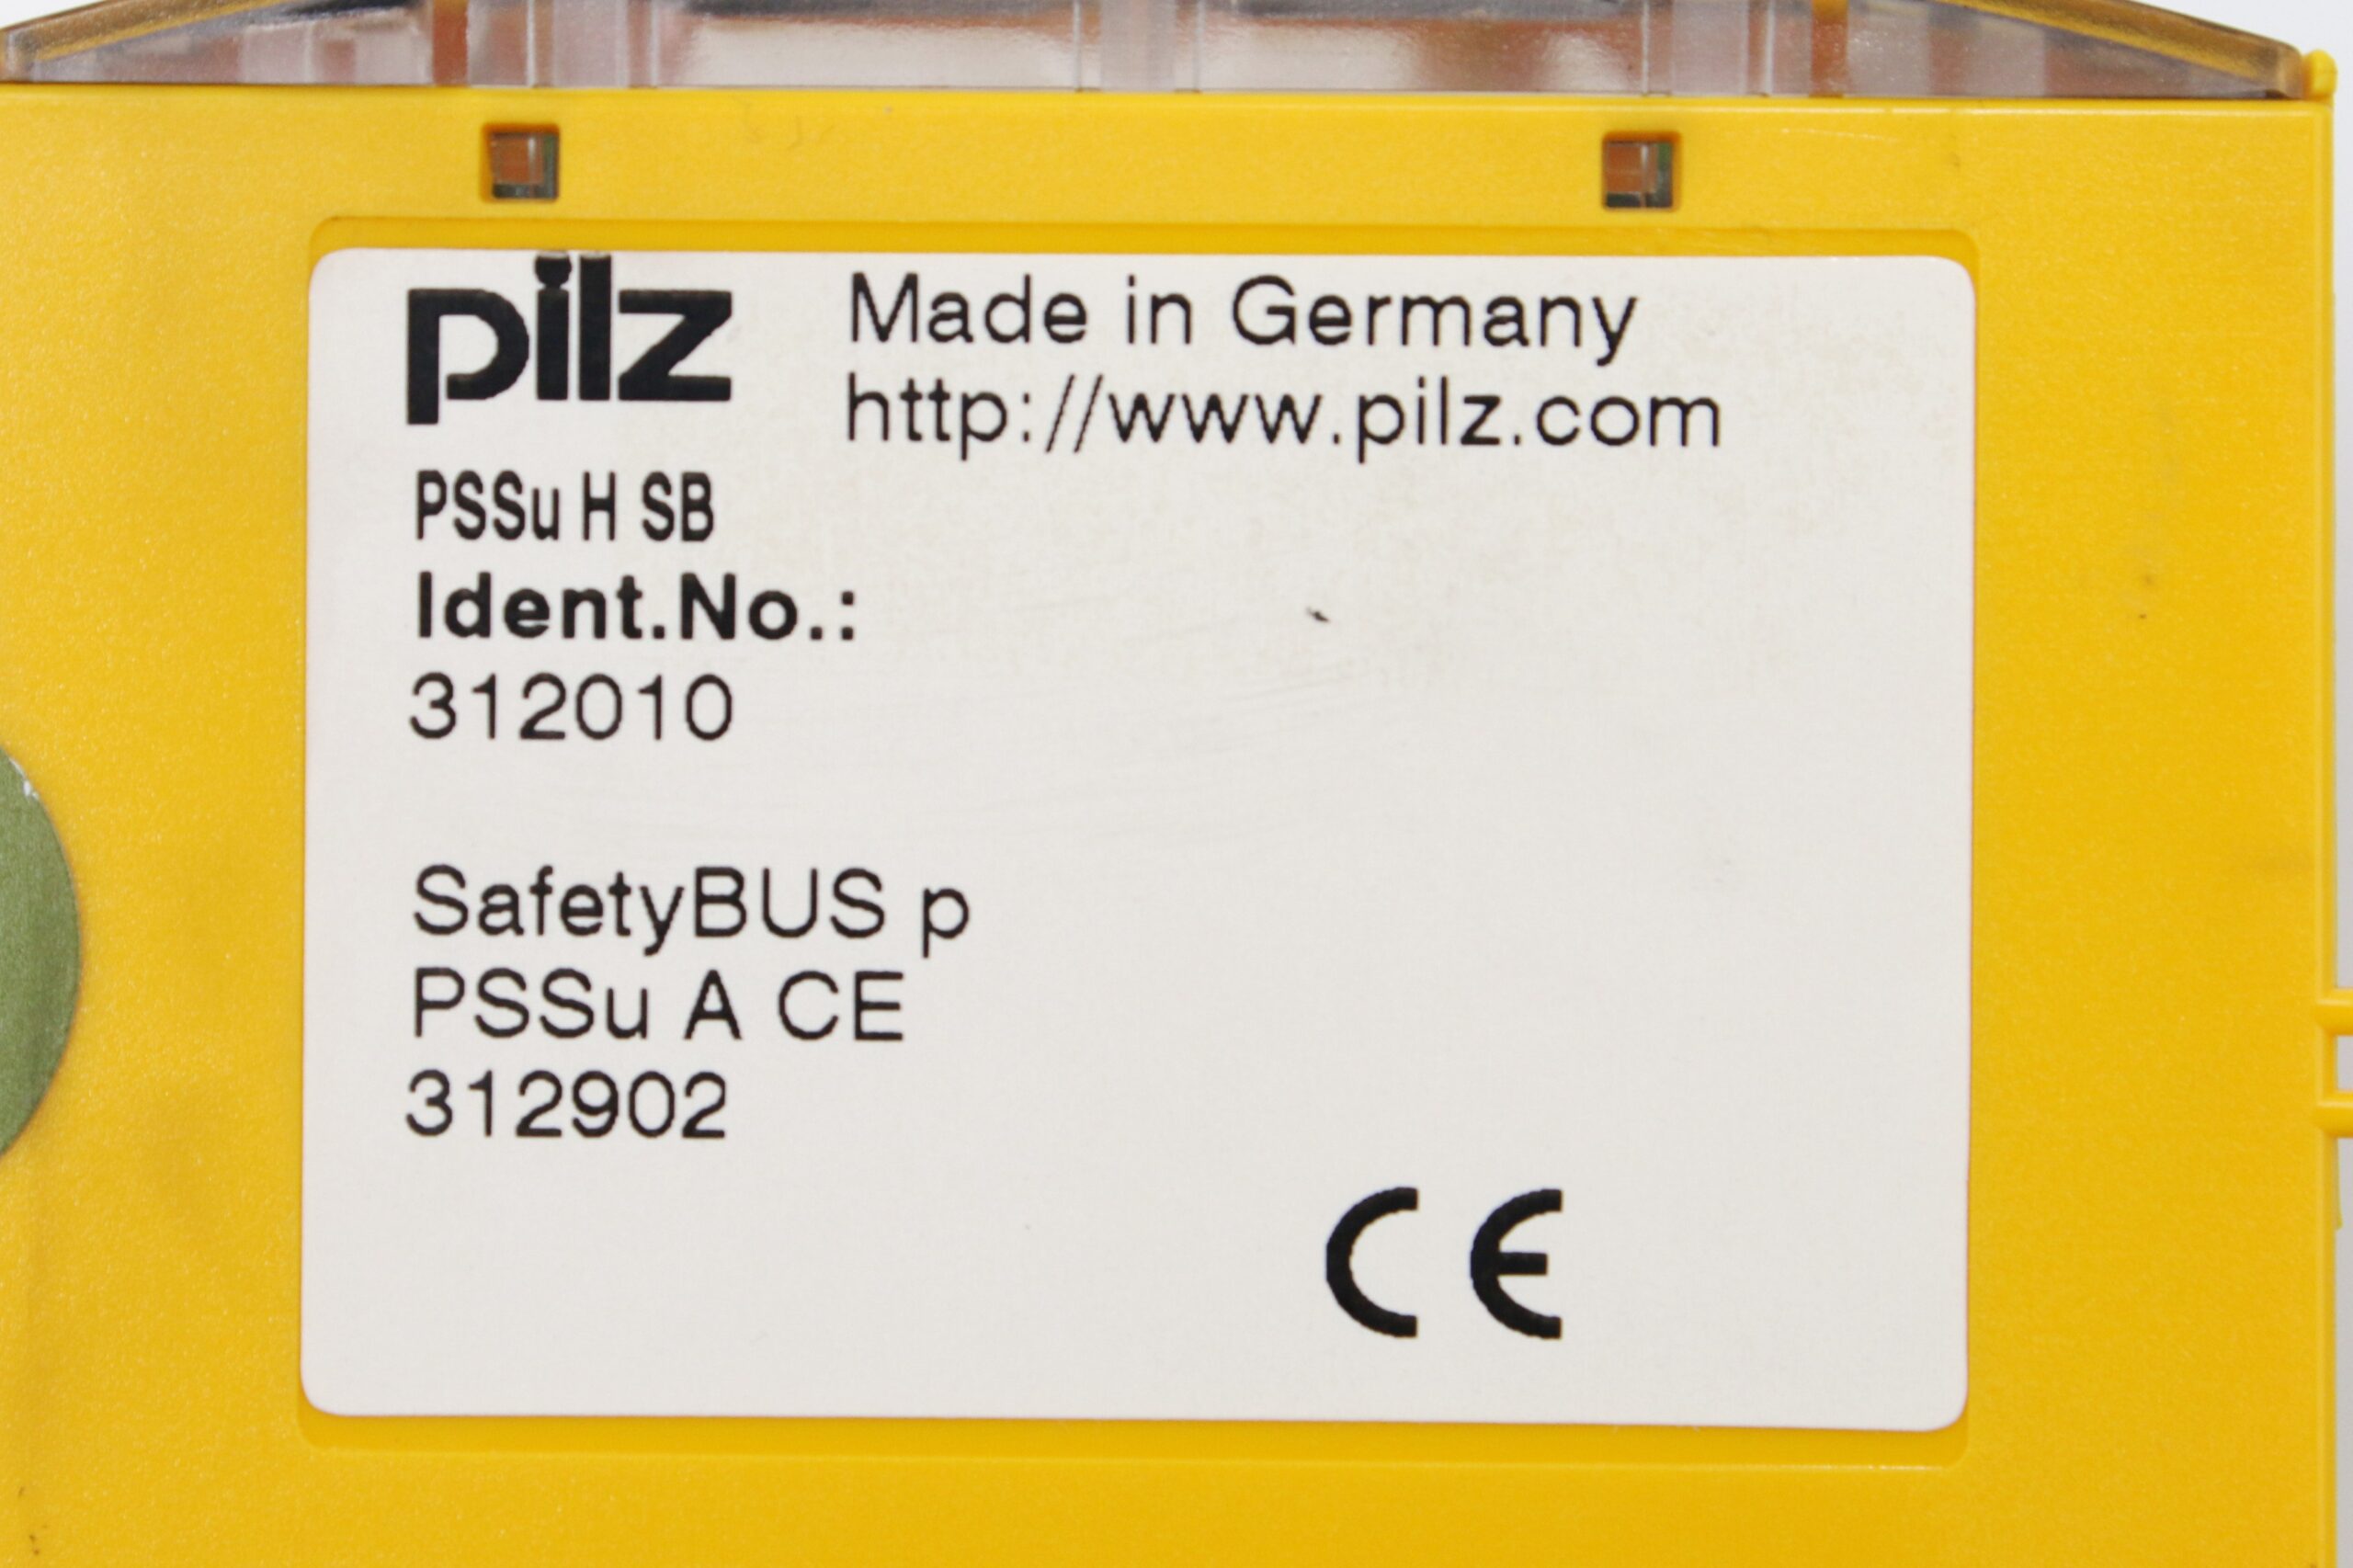 pilz
Made in Germany
http://www.pilz.com
PSSu H SB
Ident.No.:
312010
SafetyBUS p
PSSu A CE
312902
CE